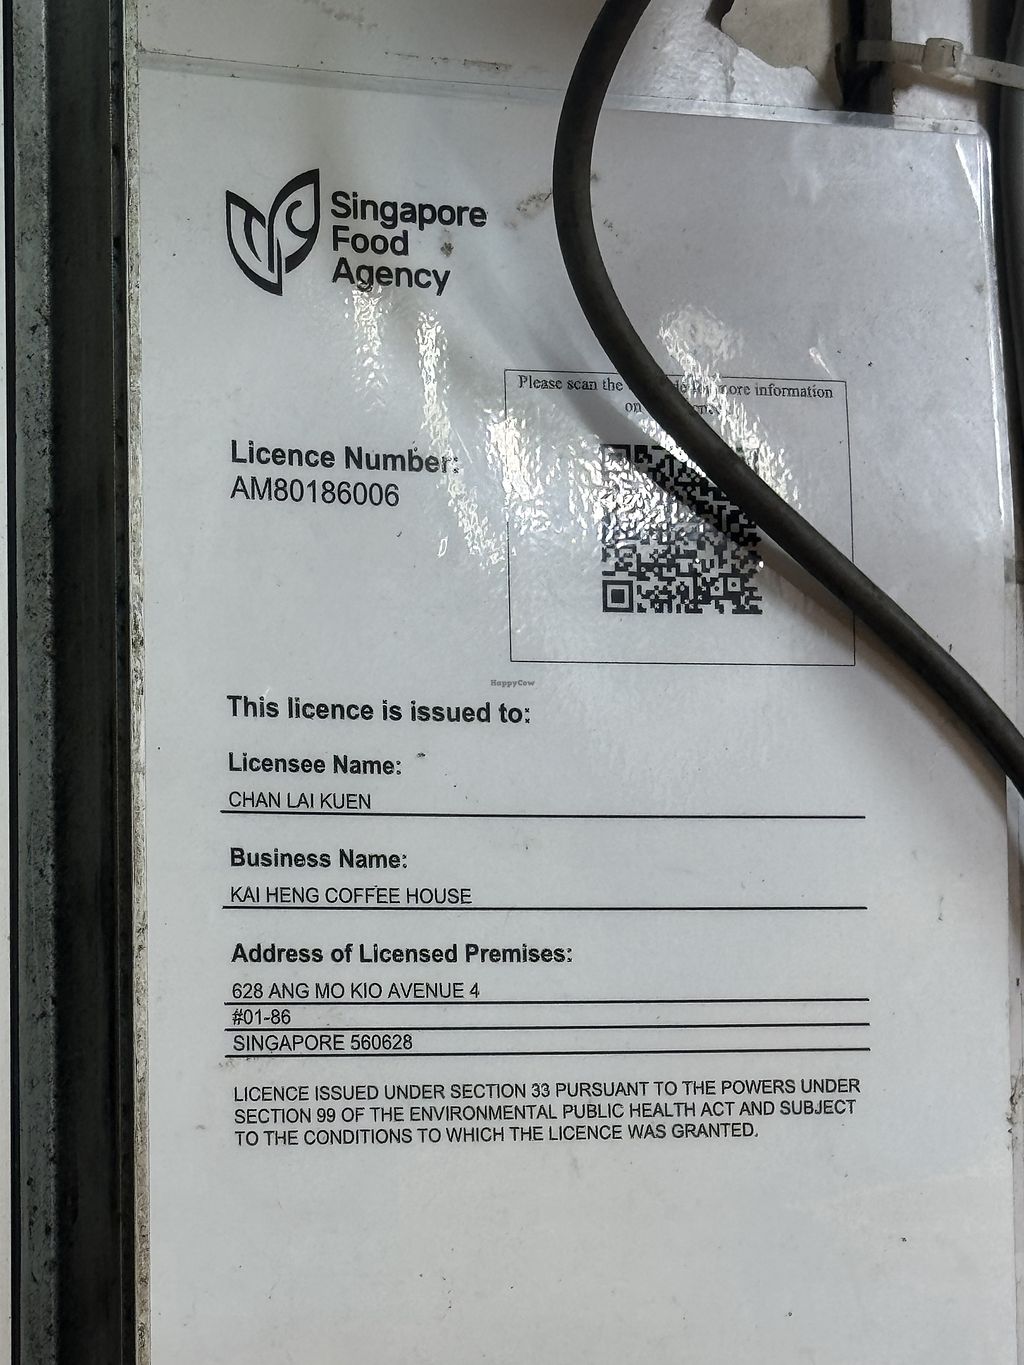 Singapore
Food
Agency
Please scan the for more information
on
Licence Number:
AM80186006
HappyCow
This licence is issued to:
Licensee Name:
CHAN LAI KUEN
Business Name:
KAI HENG COFFEE HOUSE
Address of Licensed Premises:
628 ANG MO KIO AVENUE 4
#01-86
SINGAPORE 560628
LICENCE ISSUED UNDER SECTION 33 PURSUANT TO THE POWERS UNDER
SECTION 99 OF THE ENVIRONMENTAL PUBLIC HEALTH ACT AND SUBJECT
TO THE CONDITIONS TO WHICH THE LICENCE WAS GRANTED.